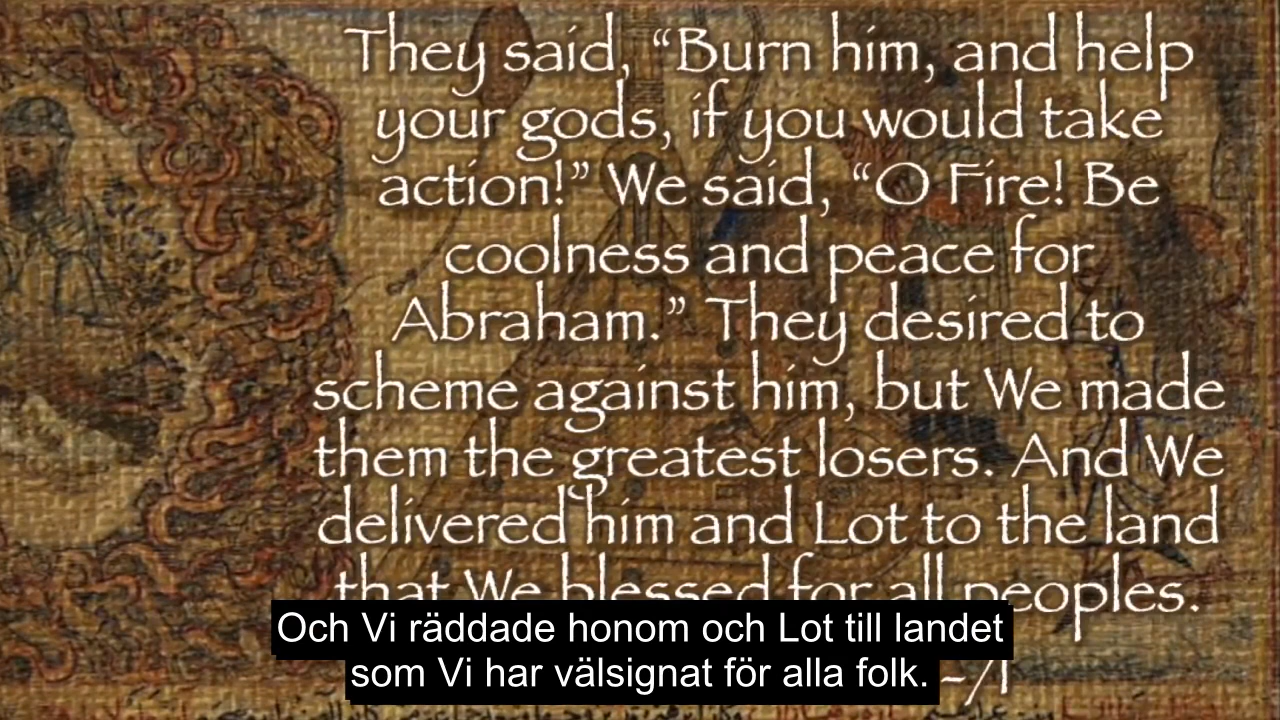 They said, “Burn him, and help
your gods, if you would take
action!” We said, “O Fire! Be
coolness and peace for
Abraham.” They desired to
scheme against him, but We made
them the greatest losers. And We
delivered him and Lot to the land
that We blessed for all peoples.
Och Vi räddade honom och Lot till landet
som Vi har välsignat för alla folk.